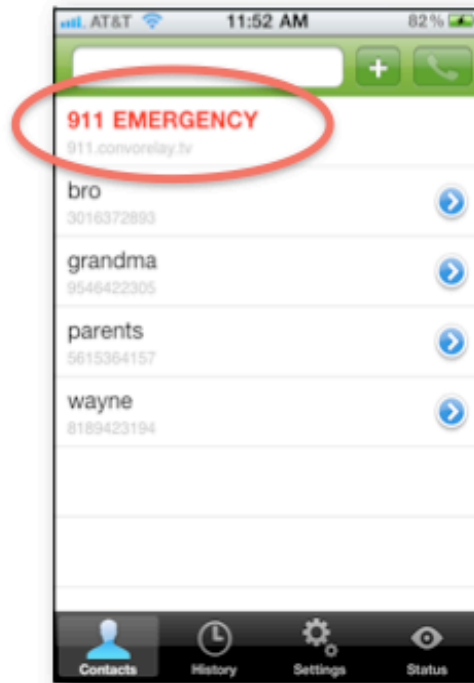 AT&T 11:52 AM 82%
+
911 EMERGENCY
911.convorelay.tv
bro
3016372893
grandma
9546422305
parents
5615364157
wayne
8189423194
Contacts History Settings Status